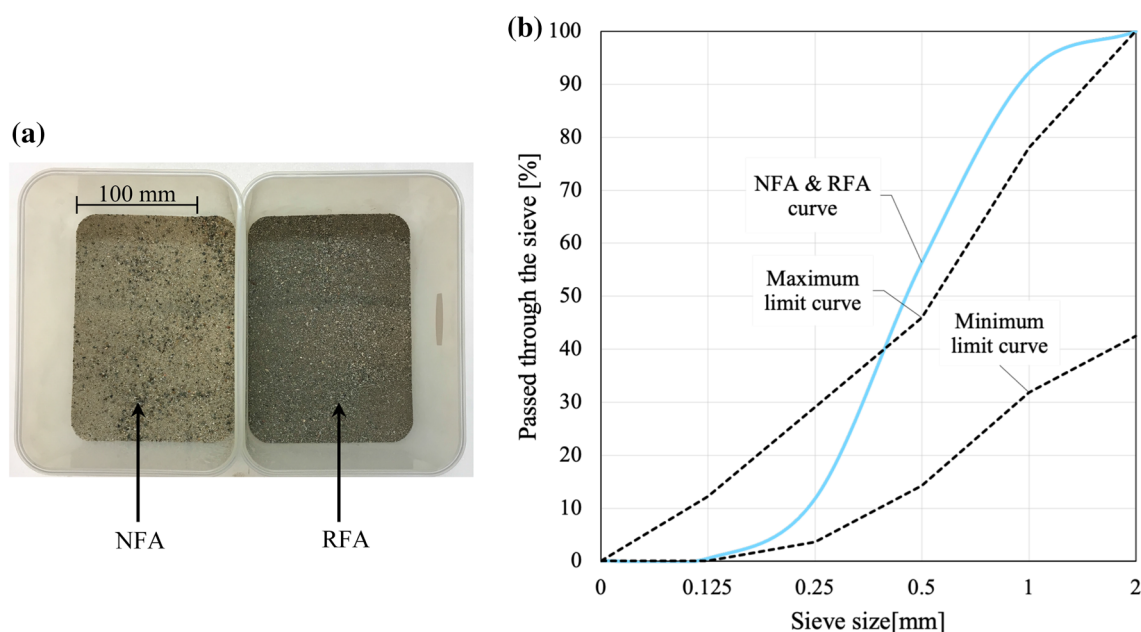 (a)
100 mm
NFA
RFA
(b)
Passed through the sieve [%]
100
90
80
70
60
50
40
30
20
10
0
NFA & RFA
curve
Maximum
limit curve
Minimum
limit curve
0
0.125
0.25
0.5
1
2
Sieve size[mm]